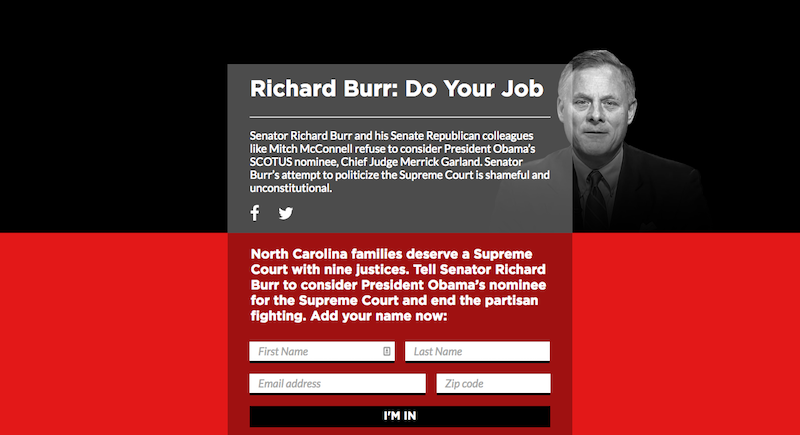 Richard Burr: Do Your Job
Senator Richard Burr and his Senate Republican colleagues
like Mitch McConnell refuse to consider President Obama's
SCOTUS nominee, Chief Judge Merrick Garland. Senator
Burr's attempt to politicize the Supreme Court is shameful and
unconstitutional.
North Carolina families deserve a Supreme
Court with nine justices. Tell Senator Richard
Burr to consider President Obama's nominee
for the Supreme Court and end the partisan
fighting. Add your name now:
First Name
Last Name
Email address
Zip code
I'M IN